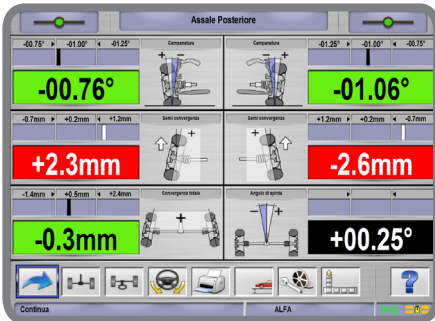 Assale Posteriore
-00.75° -01.00° -01.25° Campanatura Campanatura -01.25° -01.00° -00.75°
-00.76° -01.06°
-0.7mm +0.2mm +1.2mm Semi convergenza Semi convergenza +1.2mm +0.2mm -0.7mm
+2.3mm -2.6mm
-1.4mm +0.5mm +2.4mm Convergenza totale Angolo di spinta
-0.3mm +00.25°
Continua ALFA